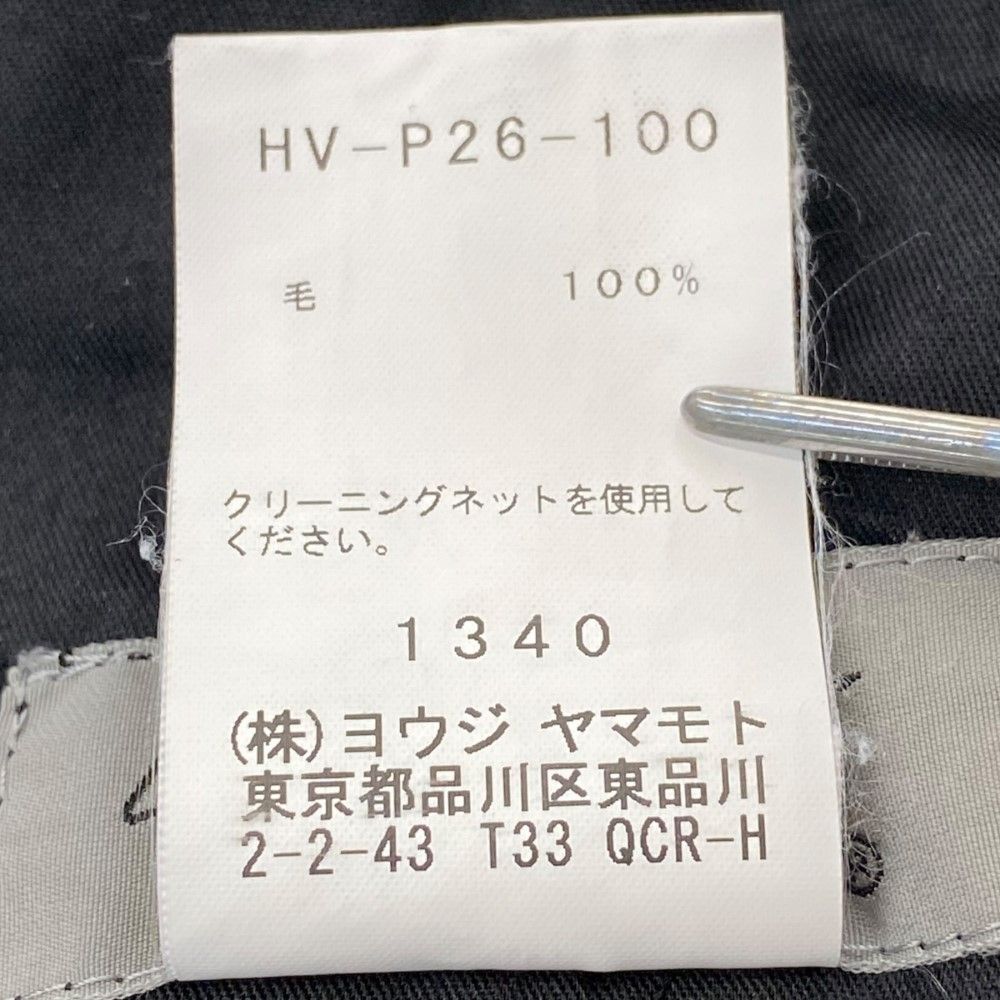 HV-P26-100
毛 100%
クリーニングネットを使用して
ください。
1340
(株)ヨウジ ヤマモト
東京都品川区東品川
2-2-43 T33 QCR-H
®